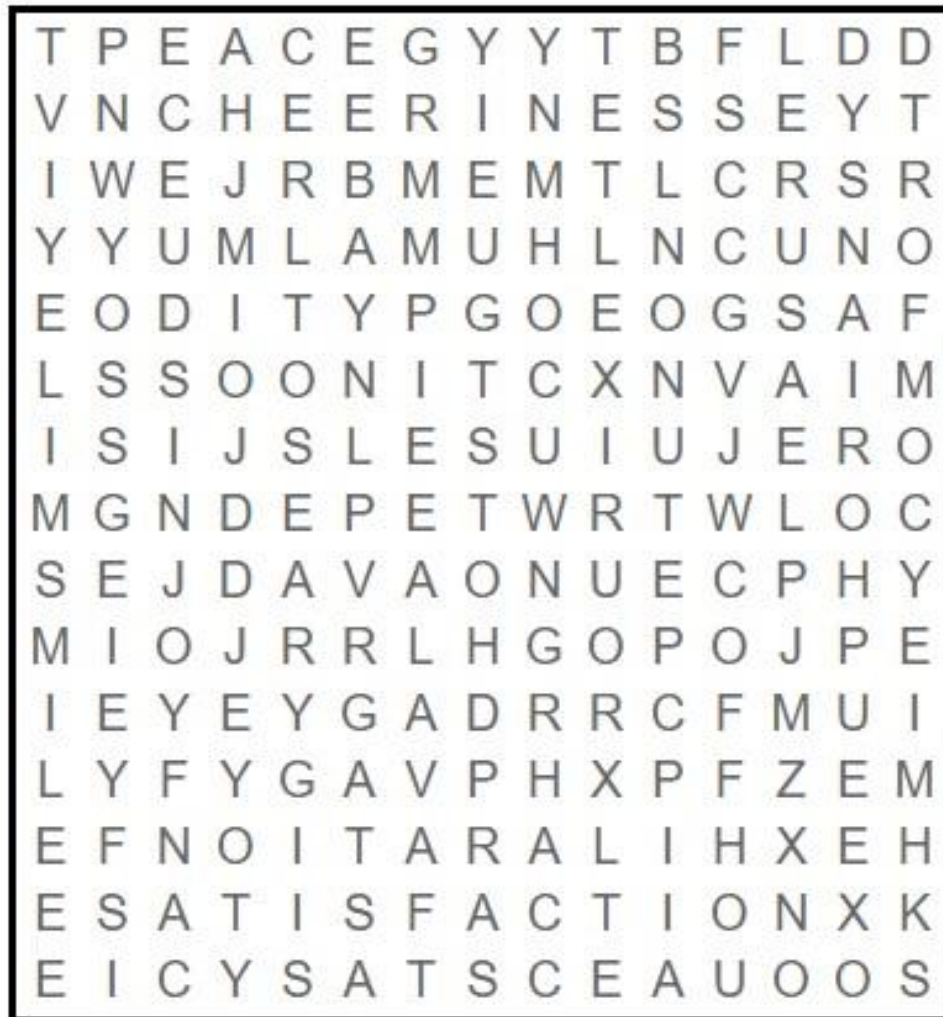 T P E A C E G Y Y T B F L D D
V N C H E E R I N E S S E Y T
I W E J R B M E M T L C R S R
Y Y U M L A M U H L N C U N O
E O D I T Y P G O E O G S A F
L S S O O N I T C X N V A I M
I S I J S L E S U I U J E R O
M G N D E P E T W R T W L O C
S E J D A V A O N U E C P H Y
M I O J R R L H G O P O J P E
I E Y E Y G A D R R C F M U I
L Y F Y G A V P H X P F Z E M
E F N O I T A R A L I H X E H
E S A T I S F A C T I O N X K
E I C Y S A T S C E A U O O S